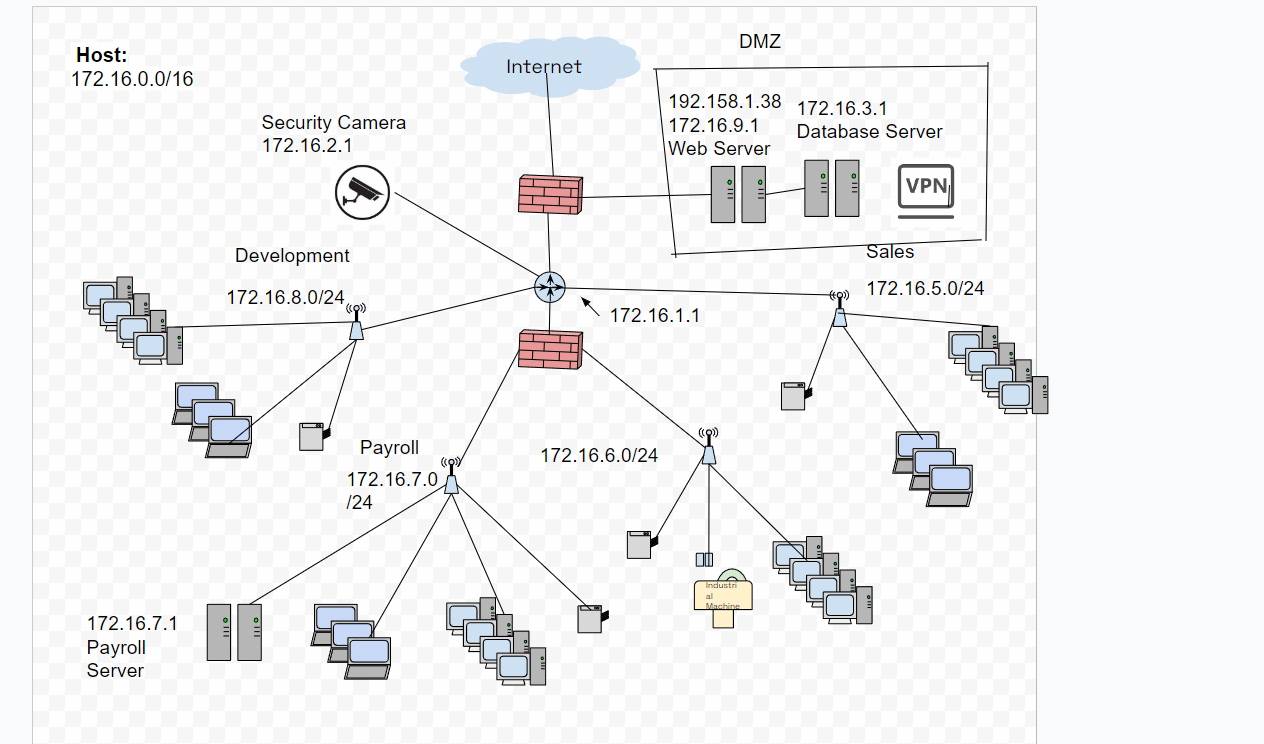 DMZ
Host:
172.16.0.0/16
Internet
192.158.1.38
172.16.9.1
Web Server
172.16.3.1
Database Server
Security Camera
172.16.2.1
VPN
Development
172.16.8.0/24
Sales
172.16.5.0/24
172.16.1.1
Payroll
172.16.7.0
/24
172.16.6.0/24
Industri
al
Machine
172.16.7.1
Payroll
Server